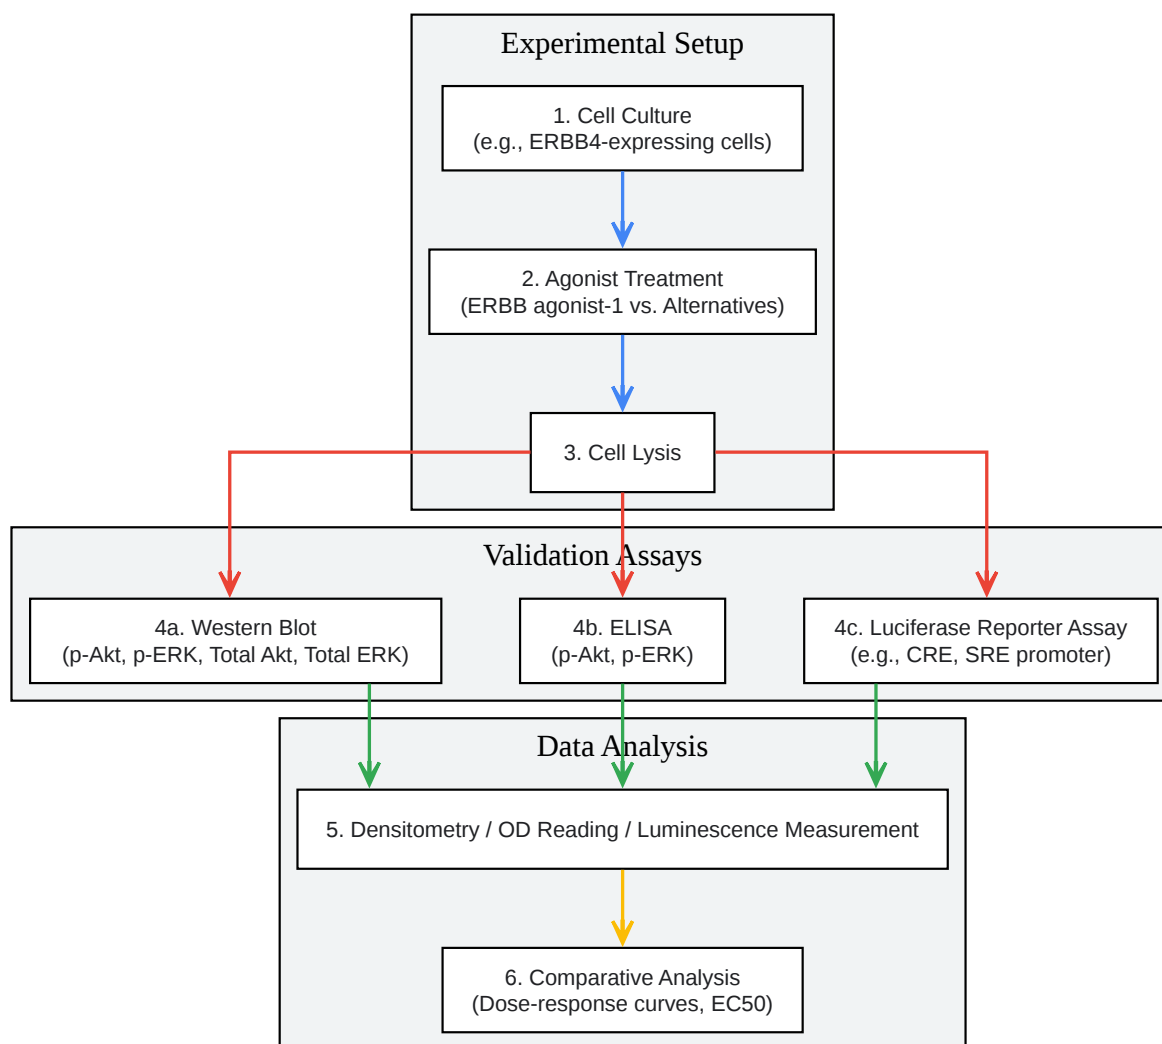 Experimental Setup
1. Cell Culture
(e.g., ERBB4-expressing cells)
2. Agonist Treatment
(ERBB agonist-1 vs. Alternatives)
3. Cell Lysis
Validation Assays
4a. Western Blot
(p-Akt, p-ERK, Total Akt, Total ERK)
4b. ELISA
(p-Akt, p-ERK)
4c. Luciferase Reporter Assay
(e.g., CRE, SRE promoter)
Data Analysis
5. Densitometry / OD Reading / Luminescence Measurement
6. Comparative Analysis
(Dose-response curves, EC50)